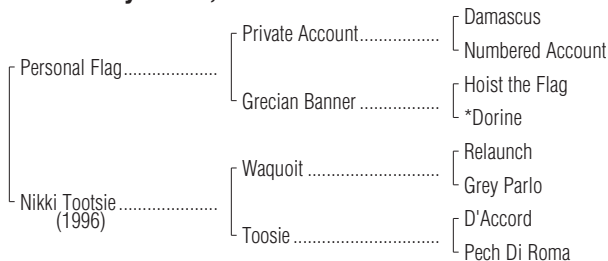 Damascus
Private Account.................
Numbered Account
Personal Flag....................
Hoist the Flag
Grecian Banner .................
*Dorine
Relaunch
Waquoit ............................
Grey Parlo
Nikki Tootsie .....................
(1996)
D'Accord
Toosie ...............................
Pech Di Roma